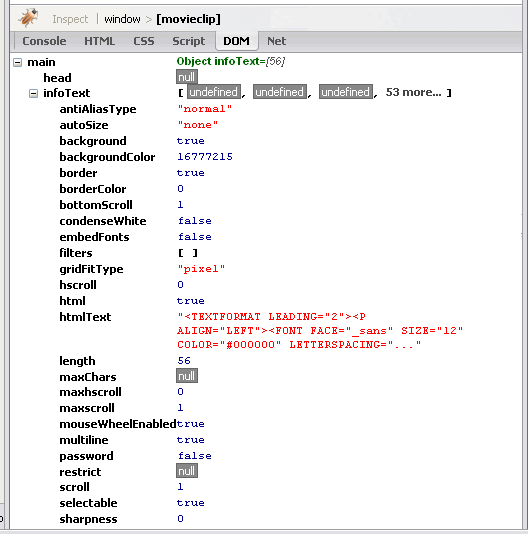 Inspect | window > [movieclip]
Console HTML CSS Script DOM Net
main Object infoText=[56]
head null
infoText [ undefined, undefined, undefined, 53 more... ]
antiAliasType "normal"
autoSize "none"
background true
backgroundColor 16777215
border true
borderColor 0
bottomScroll 1
condenseWhite false
embedFonts false
filters [ ]
gridFitType "pixel"
hscroll 0
html true
htmlText "<TEXTFORMAT LEADING="2"><P
ALIGN="LEFT"><FONT FACE="_sans" SIZE="12"
COLOR="#000000" LETTERSPACING="..."
length 56
maxChars null
maxhscroll 0
maxscroll 1
mouseWheelEnabled true
multiline true
password false
restrict null
scroll 1
selectable true
sharpness 0